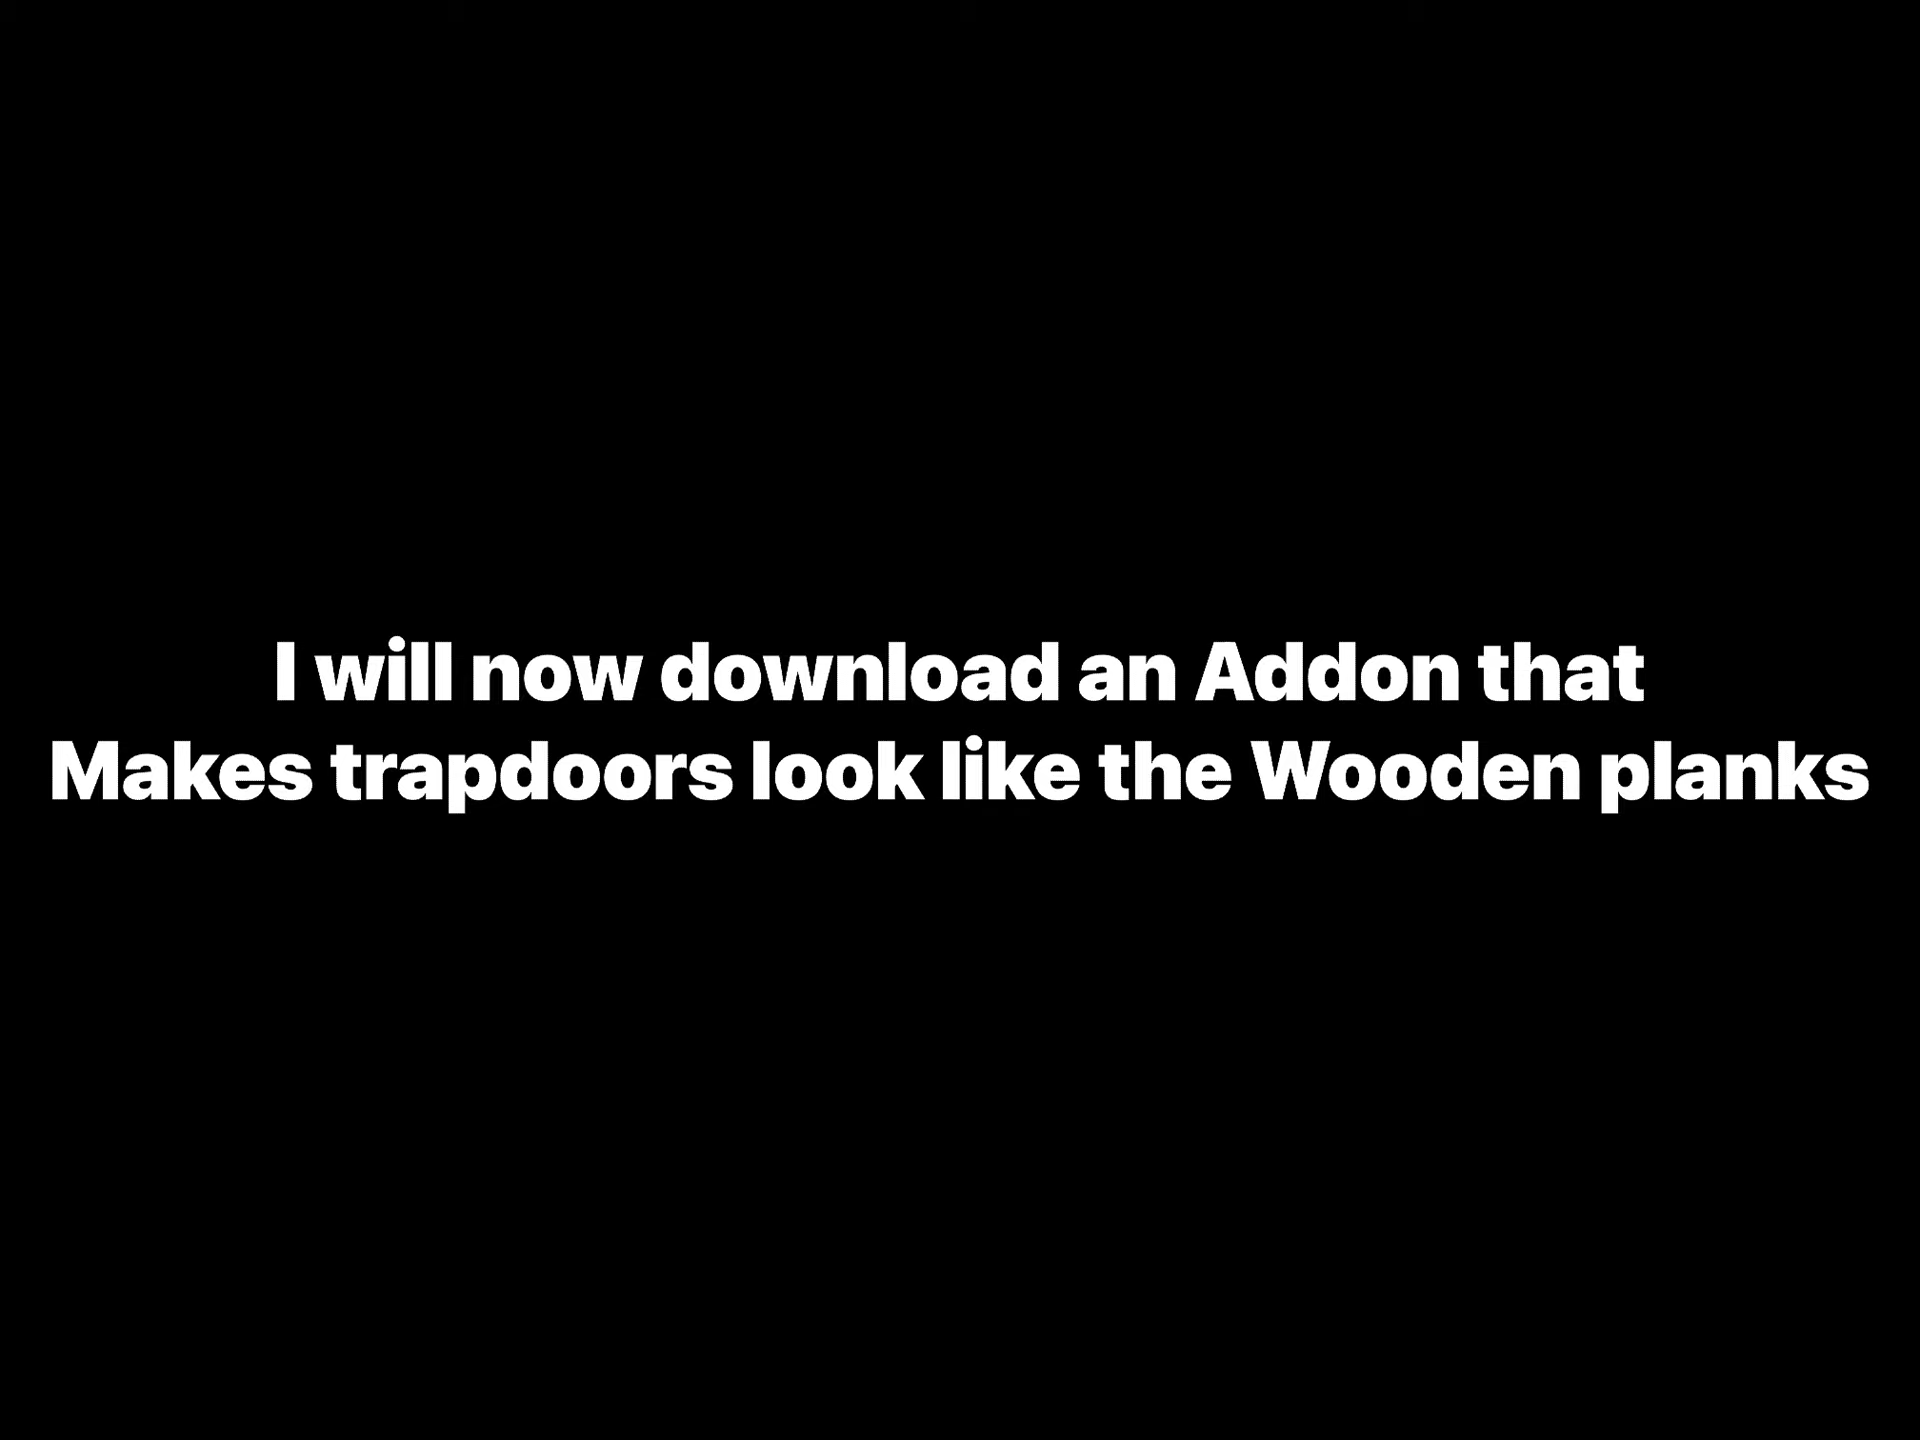 I will now download an Addon that
Makes trapdoors look like the Wooden planks